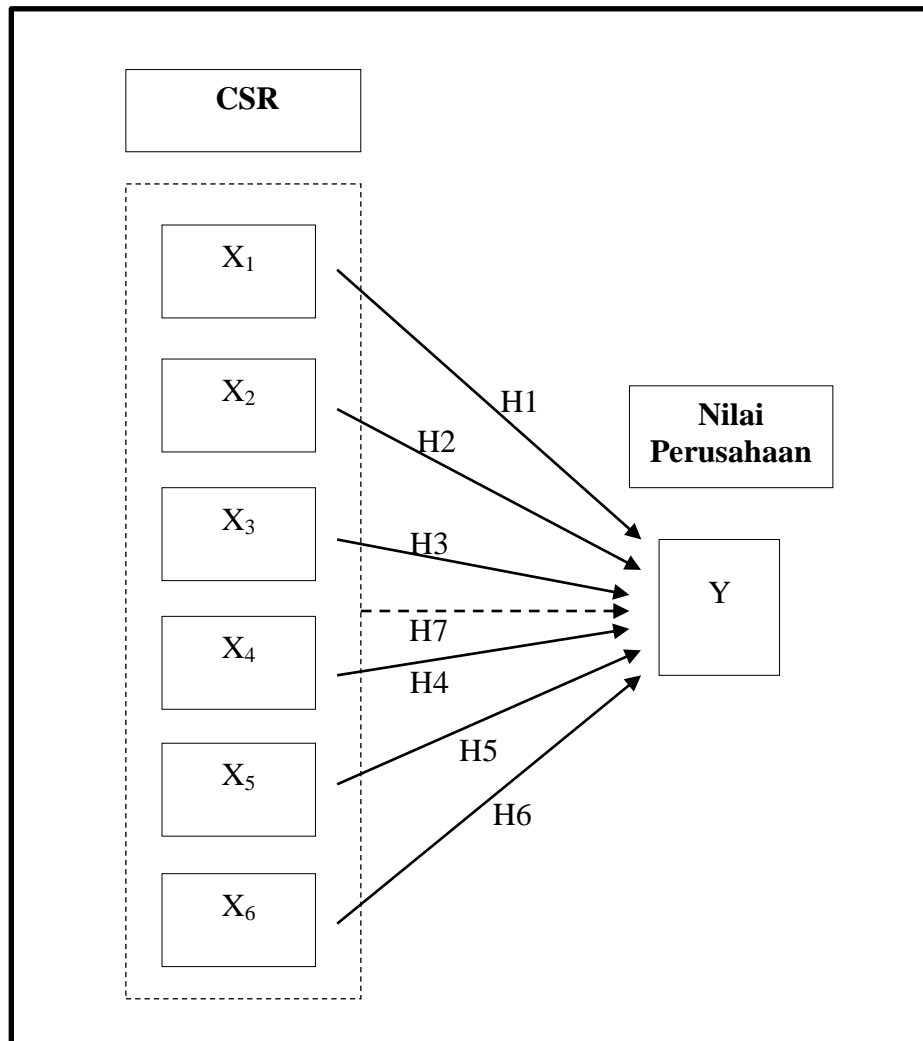 CSR
X₁
X₂
X₃
X₄
X₅
X₆
H1
H2
H3
H7
H4
H5
H6
Nilai
Perusahaan
Y